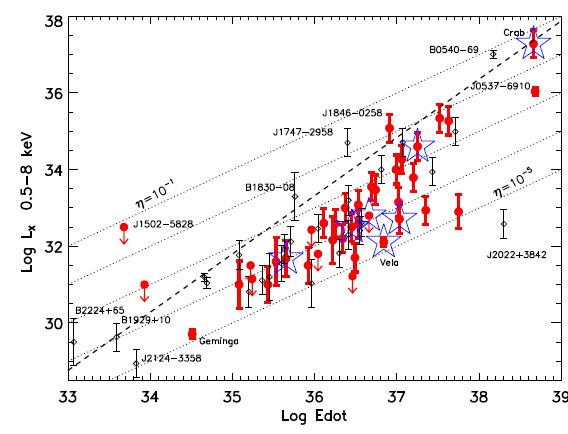 38
36
34
32
30
Log Lx 0.5-8 keV
33
34
35
36
37
38
39
Log Edot
Crab
B0540-69
J0537-6910
J1846-0258
J1747-2958
η=10⁻¹
B1830-08
η=10⁻⁵
J1502-5828
J2022+3842
Vela
B2224+65
B1929+10
Geminga
J2124-3358